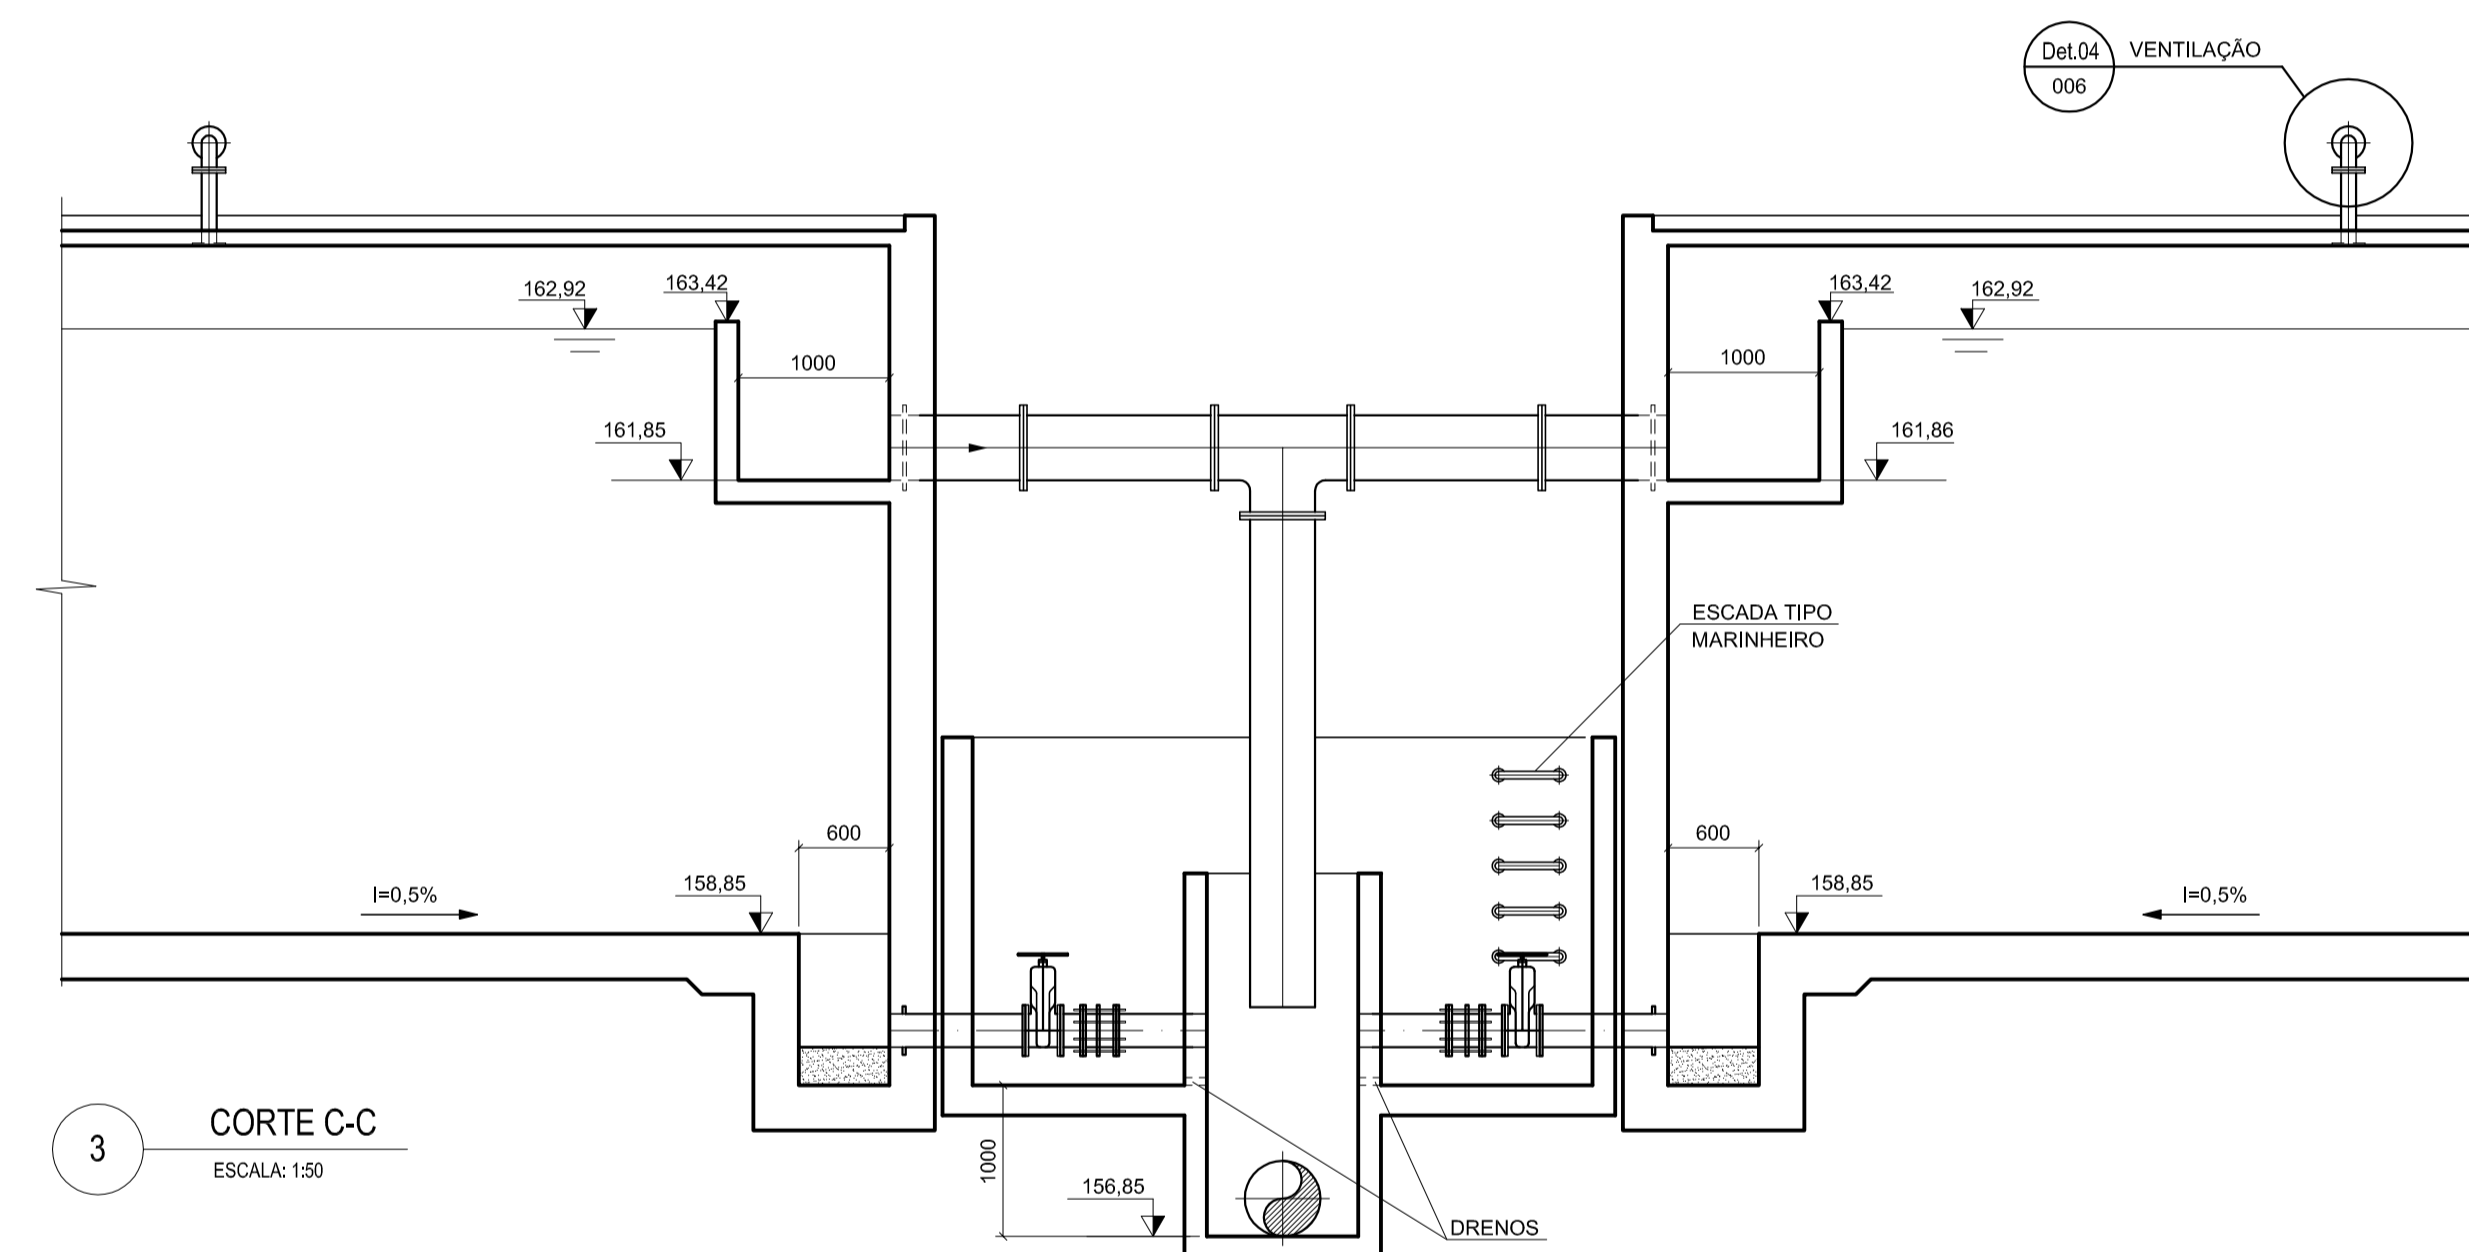 Det.04
VENTILAÇÃO
006
162,92
163,42
163,42
162,92
1000
1000
161,85
161,86
ESCADA TIPO
MARINHEIRO
600
600
I=0,5%
158,85
158,85
I=0,5%
3
CORTE C-C
ESCALA: 1:50
1000
156,85
DRENOS